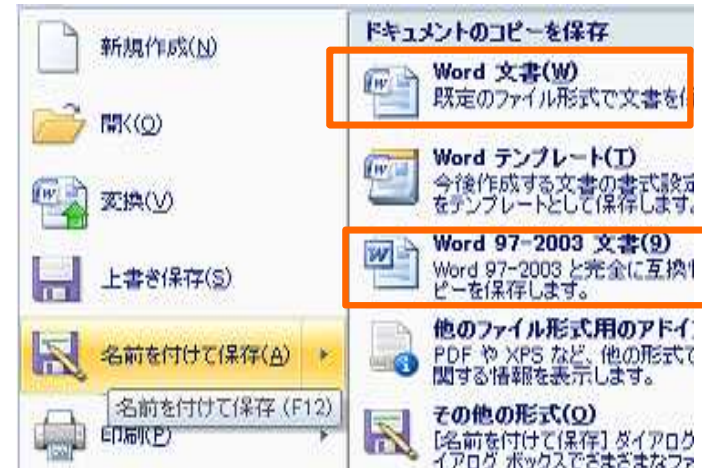 新規作成(N)
開く(O)
変換(V)
上書き保存(S)
名前を付けて保存(A)
名前を付けて保存 (F12)
印刷(P)
ドキュメントのコピーを保存
Word 文書(W)
既定のファイル形式で文書を
Word テンプレート(T)
今後作成する文書の書式設定
をテンプレートとして保存します。
Word 97-2003 文書(9)
Word 97-2003 と完全に互換
ピーを保存します。
他のファイル形式用のアドイ
PDF や XPS など、他の形式で
関する情報を表示します。
その他の形式(O)
[名前を付けて保存] ダイアログ
イアログ ボックスでさまざまなファ